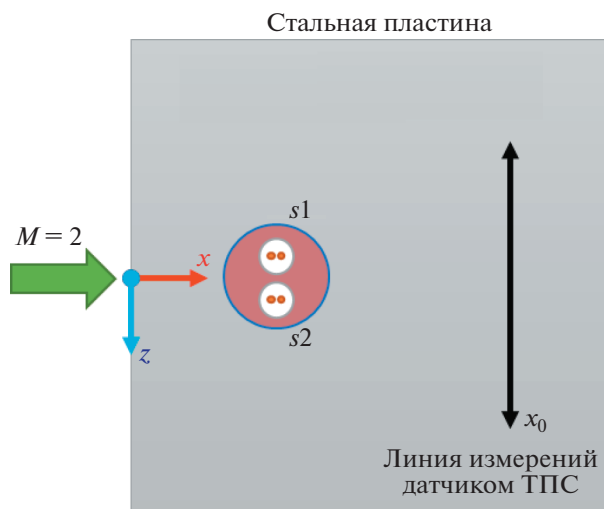 Стальная пластина
s1
M = 2
x
s2
z
x₀
Линия измерений
датчиком ТПС